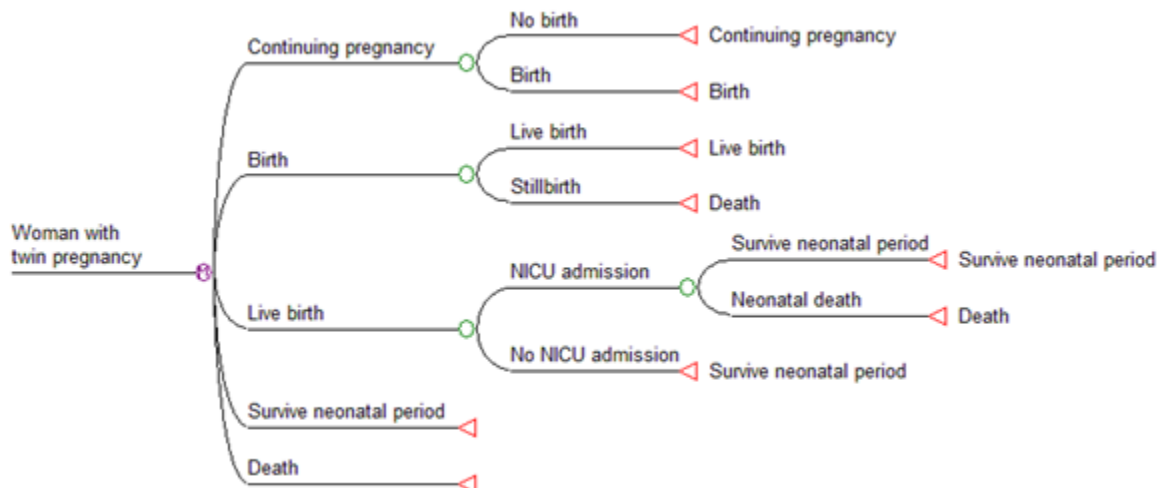 No birth
Continuing pregnancy
Continuing pregnancy
Birth
Birth
Live birth
Live birth
Birth
Stillbirth
Death
Woman with
twin pregnancy
Survive neonatal period
Survive neonatal period
NICU admission
Neonatal death
Death
Live birth
No NICU admission
Survive neonatal period
Survive neonatal period
Death